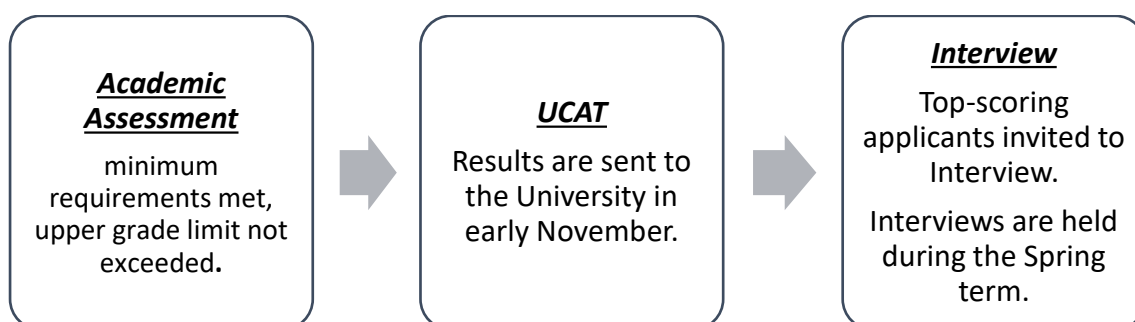 Academic
Assessment
minimum
requirements met,
upper grade limit not
exceeded.
UCAT
Results are sent to
the University in
early November.
Interview
Top-scoring
applicants invited to
Interview.
Interviews are held
during the Spring
term.